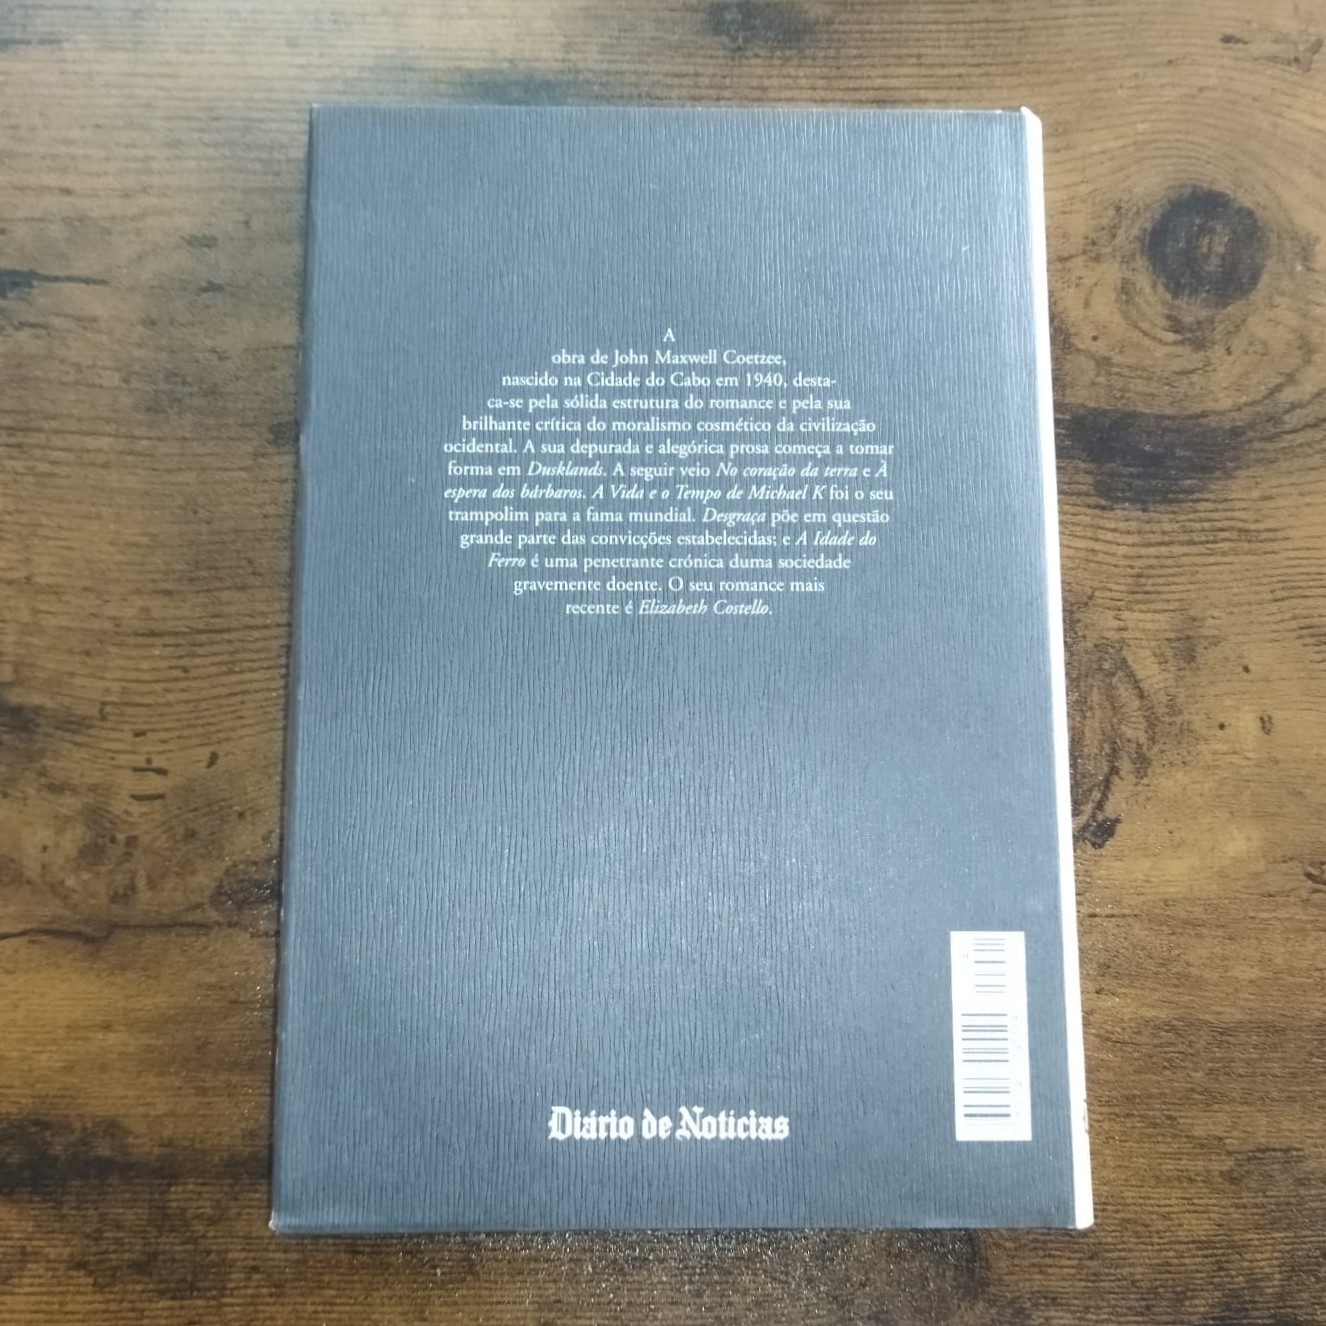 A
obra de John Maxwell Coetzee,
nascido na Cidade do Cabo em 1940, desta-
ca-se pela sólida estrutura do romance e pela sua
brilhante crítica do moralismo cosmético da civilização
ocidental. A sua depurada e alegórica prosa começa a tomar
forma em Dusklands. A seguir veio No coração da terra e À
espera dos bárbaros. A Vida e o Tempo de Michael K foi o seu
trampolim para a fama mundial. Desgraça põe em questão
grande parte das convicções estabelecidas; e A Idade do
Ferro é uma penetrante crónica duma sociedade
gravemente doente. O seu romance mais
recente é Elizabeth Costello.
Diário de Notícias